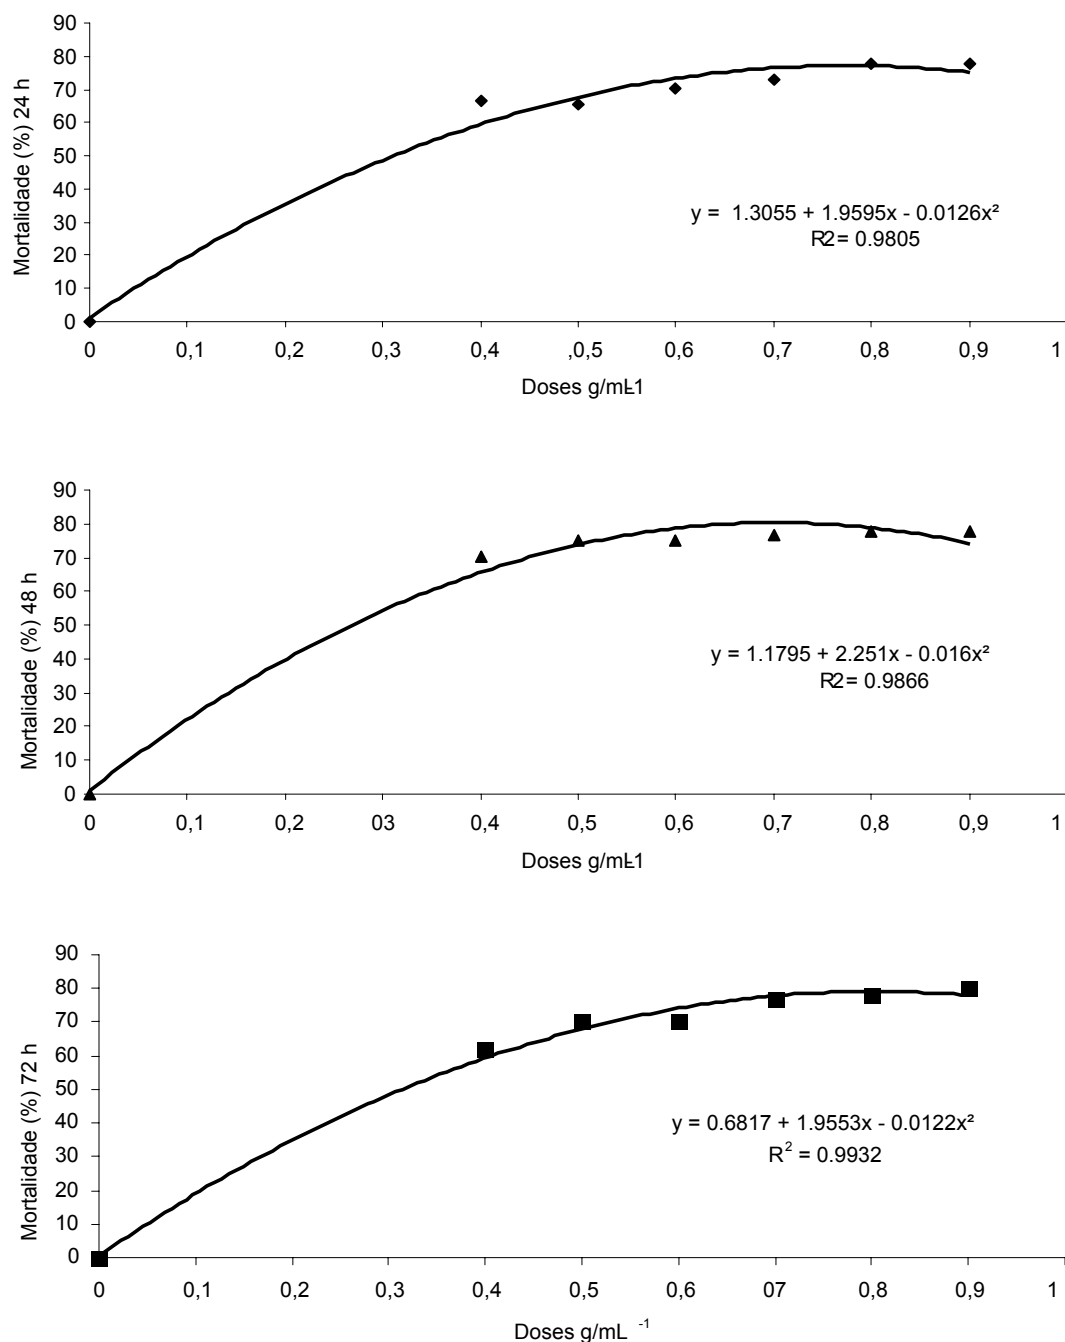 90
80
70
60
50
40
30
20
10
0
Mortalidade (%) 24 h
y = 1.3055 + 1.9595x - 0.0126x²
R2 = 0.9805
0 0,1 0,2 0,3 0,4 ,0,5 0,6 0,7 0,8 0,9 1
Doses g/mL-1
90
80
70
60
50
40
30
20
10
0
Mortalidade (%) 48 h
y = 1.1795 + 2.251x - 0.016x²
R2 = 0.9866
0 0,1 0,2 03 0,4 0,5 0,6 0,7 0,8 0,9 1
Doses g/mL-1
90
80
70
60
50
40
30
20
10
0
Mortalidade (%) 72 h
y = 0.6817 + 1.9553x - 0.0122x²
R² = 0.9932
0 0,1 0,2 0,3 0,4 0,5 0,6 07 0,8 0,9 1
Doses g/mL ⁻¹